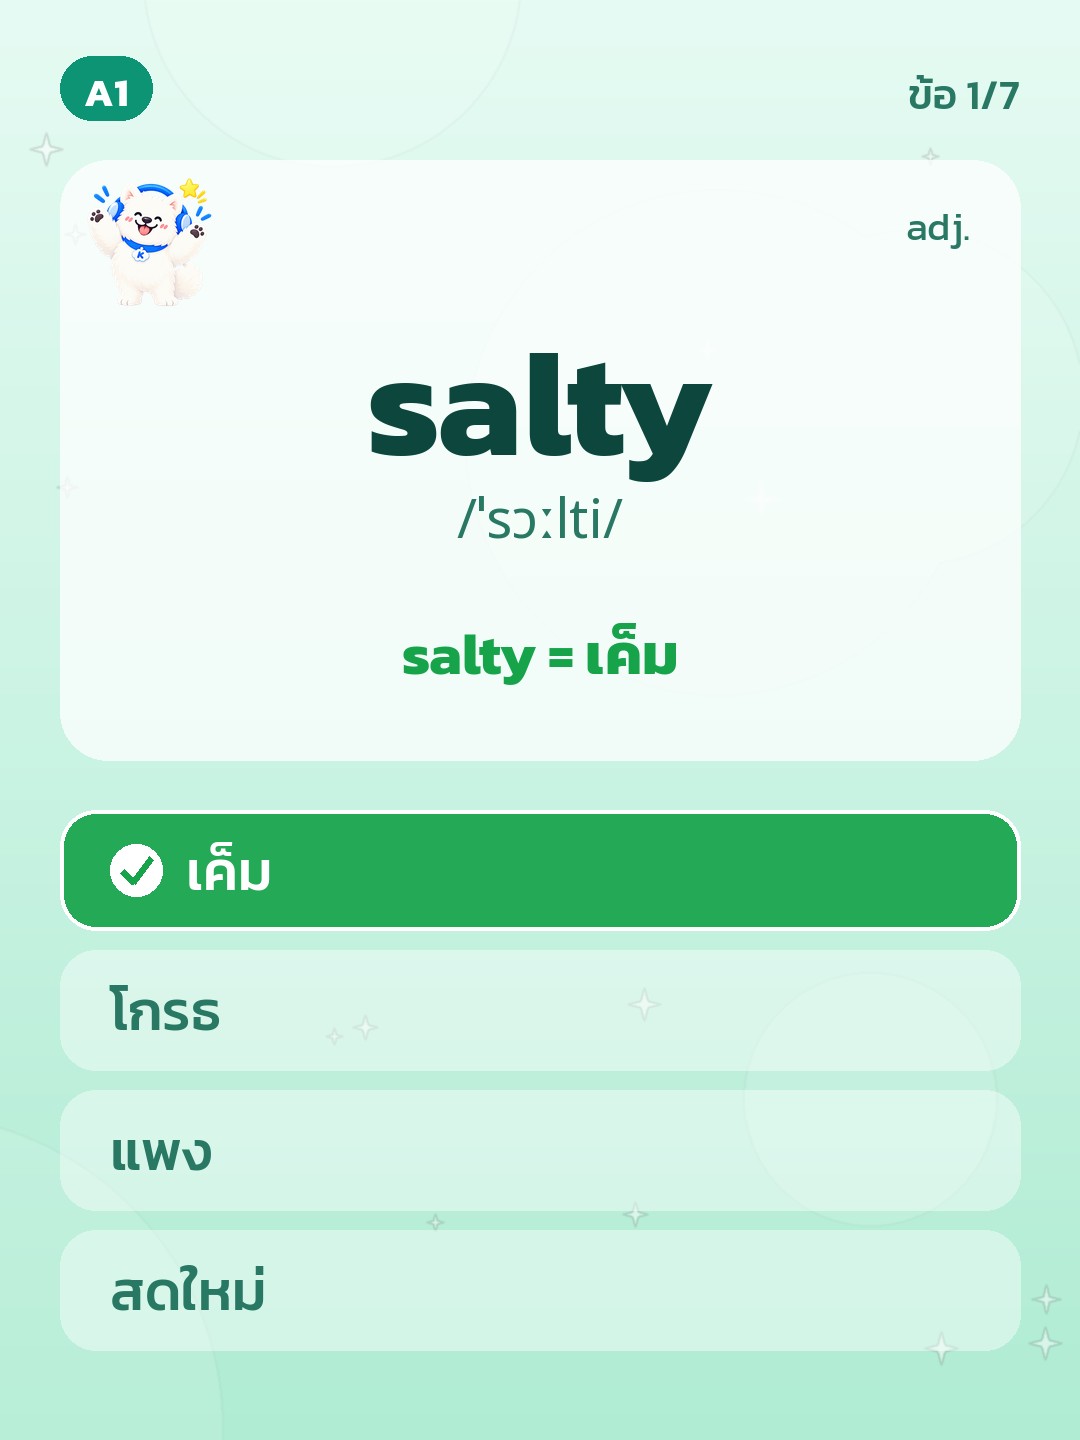 A1
ข้อ 1/7
adj.
salty
/ˈsɔːlti/
salty = เค็ม
เค็ม
โกรธ
แพง
สดใหม่